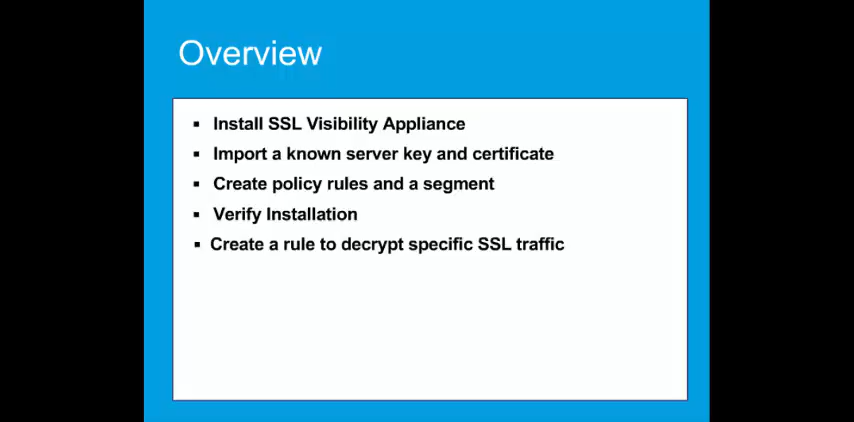 Overview
▪ Install SSL Visibility Appliance
▪ Import a known server key and certificate
▪ Create policy rules and a segment
▪ Verify Installation
▪ Create a rule to decrypt specific SSL traffic